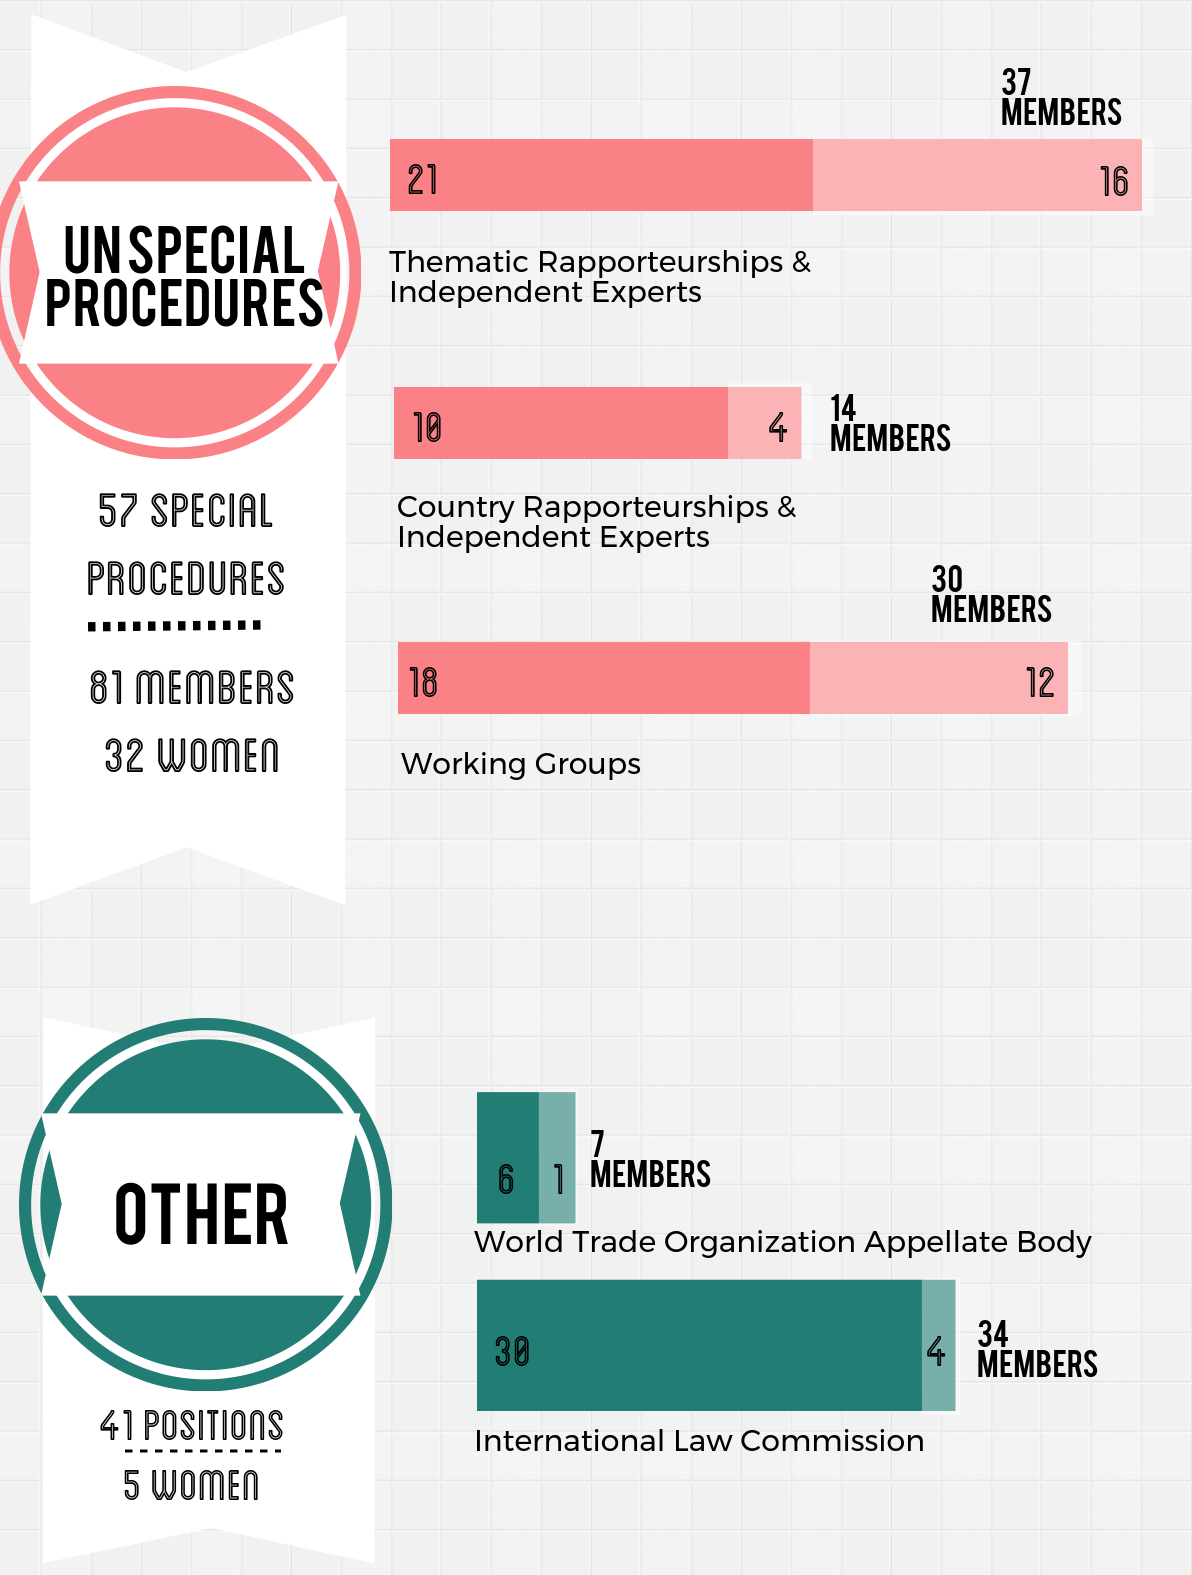 UN SPECIAL
PROCEDURES
57 SPECIAL
PROCEDURES
81 MEMBERS
32 WOMEN
37
MEMBERS
21
16
Thematic Rapporteurships &
Independent Experts
10
4
14
MEMBERS
Country Rapporteurships &
Independent Experts
30
MEMBERS
18
12
Working Groups
OTHER
41 POSITIONS
5 WOMEN
6
1
7
MEMBERS
World Trade Organization Appellate Body
30
4
34
MEMBERS
International Law Commission